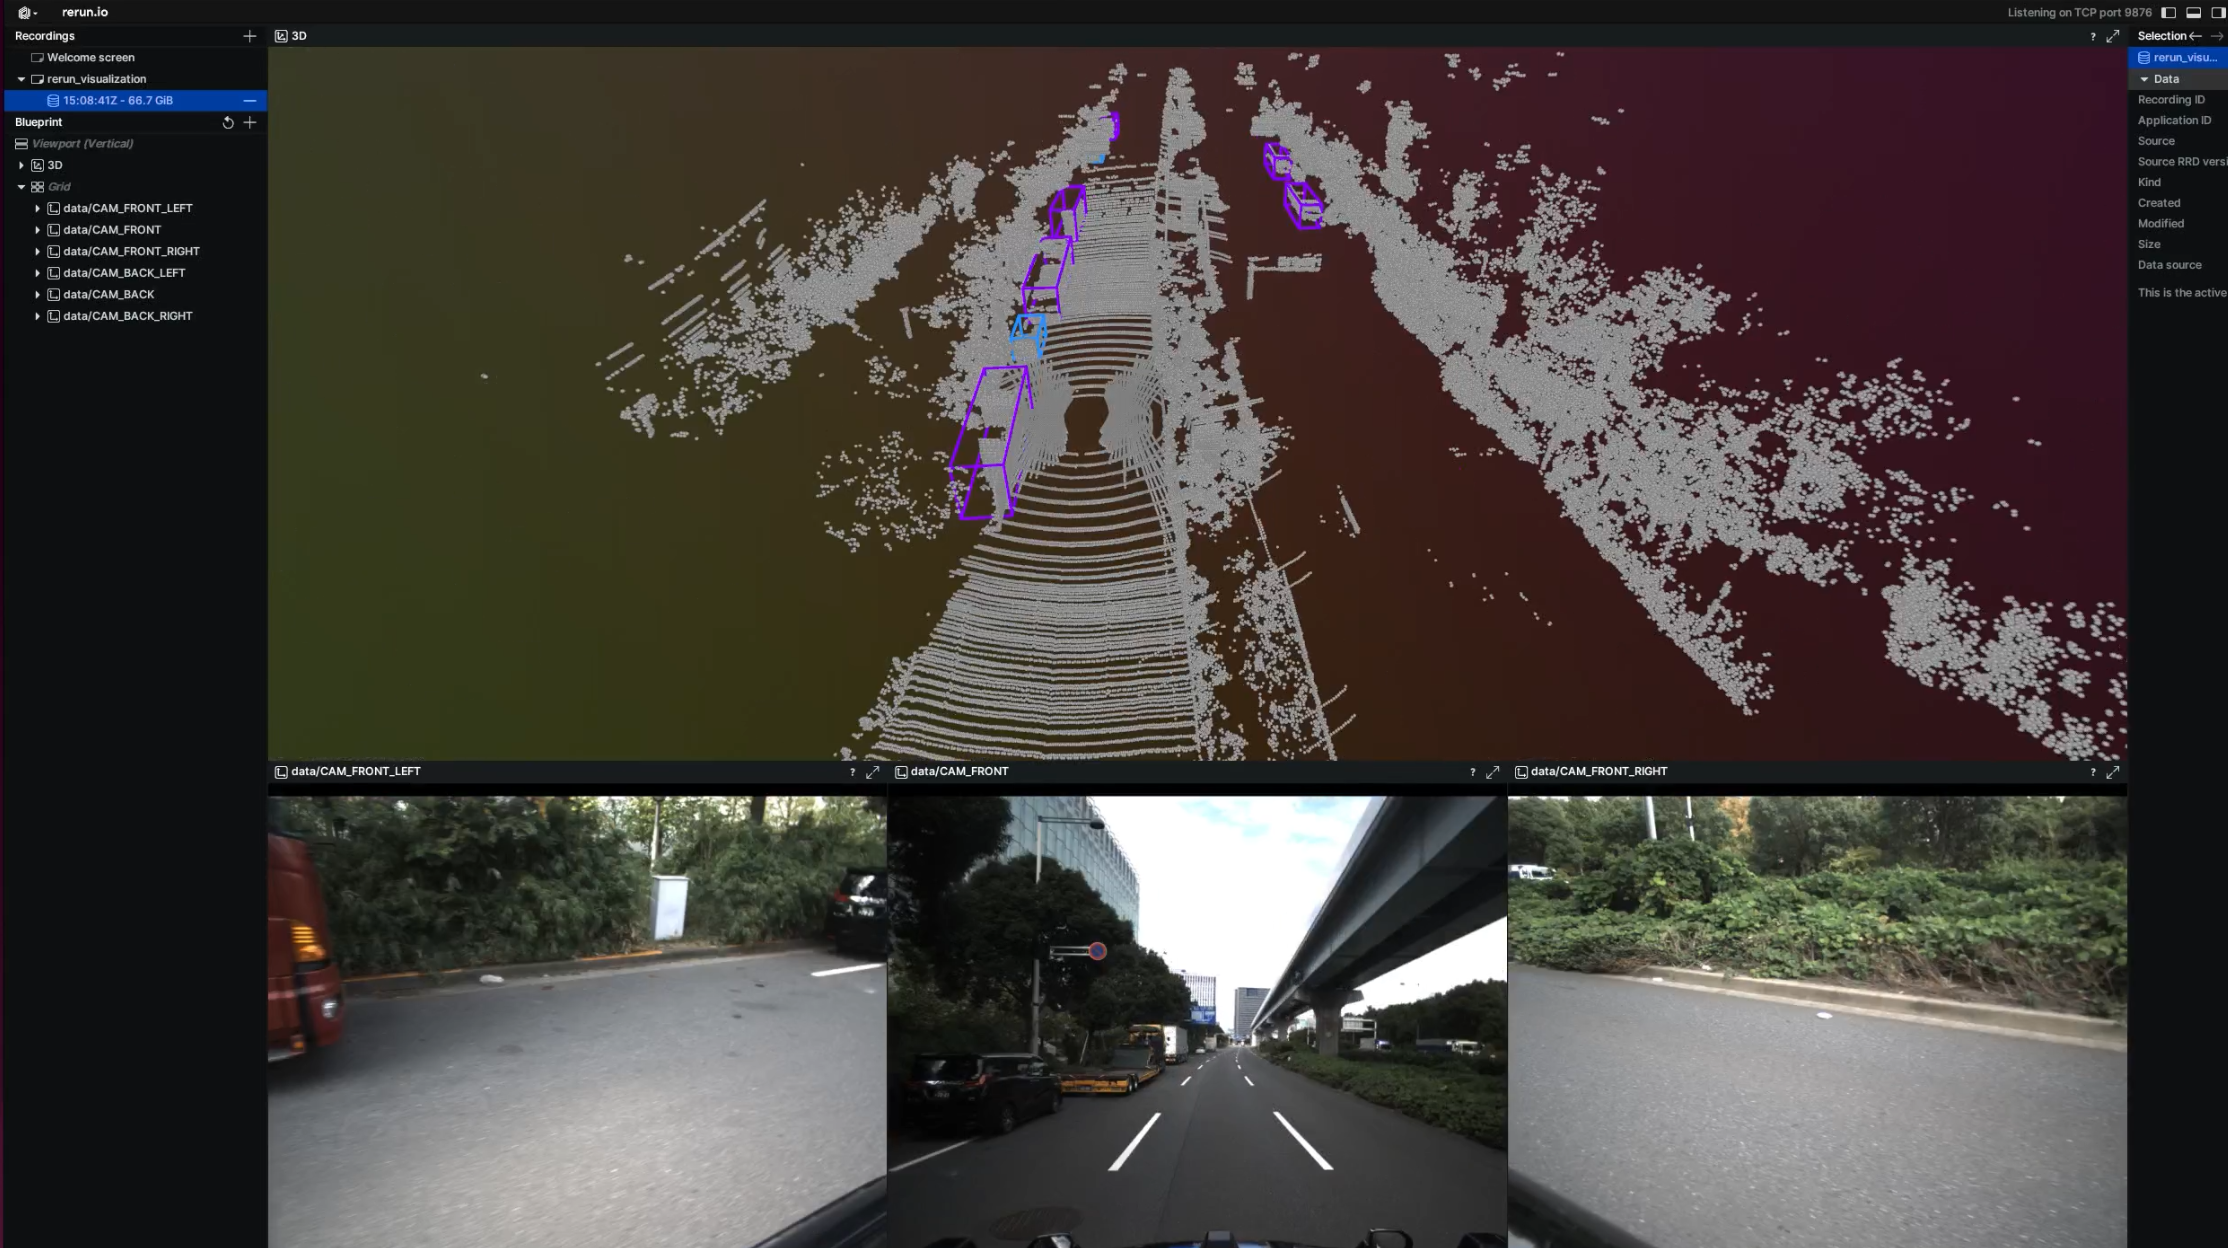 rerun.io
Listening on TCP port 9876
Recordings
Welcome screen
rerun_visualization
15:08:41Z - 66.7 GiB
Blueprint
Viewport (Vertical)
3D
Grid
data/CAM_FRONT_LEFT
data/CAM_FRONT
data/CAM_FRONT_RIGHT
data/CAM_BACK_LEFT
data/CAM_BACK
data/CAM_BACK_RIGHT
3D
?
data/CAM_FRONT_LEFT
?
data/CAM_FRONT
?
data/CAM_FRONT_RIGHT
?
Selection
rerun_visu...
Data
Recording ID
Application ID
Source
Source RRD versi
Kind
Created
Modified
Size
Data source
This is the active